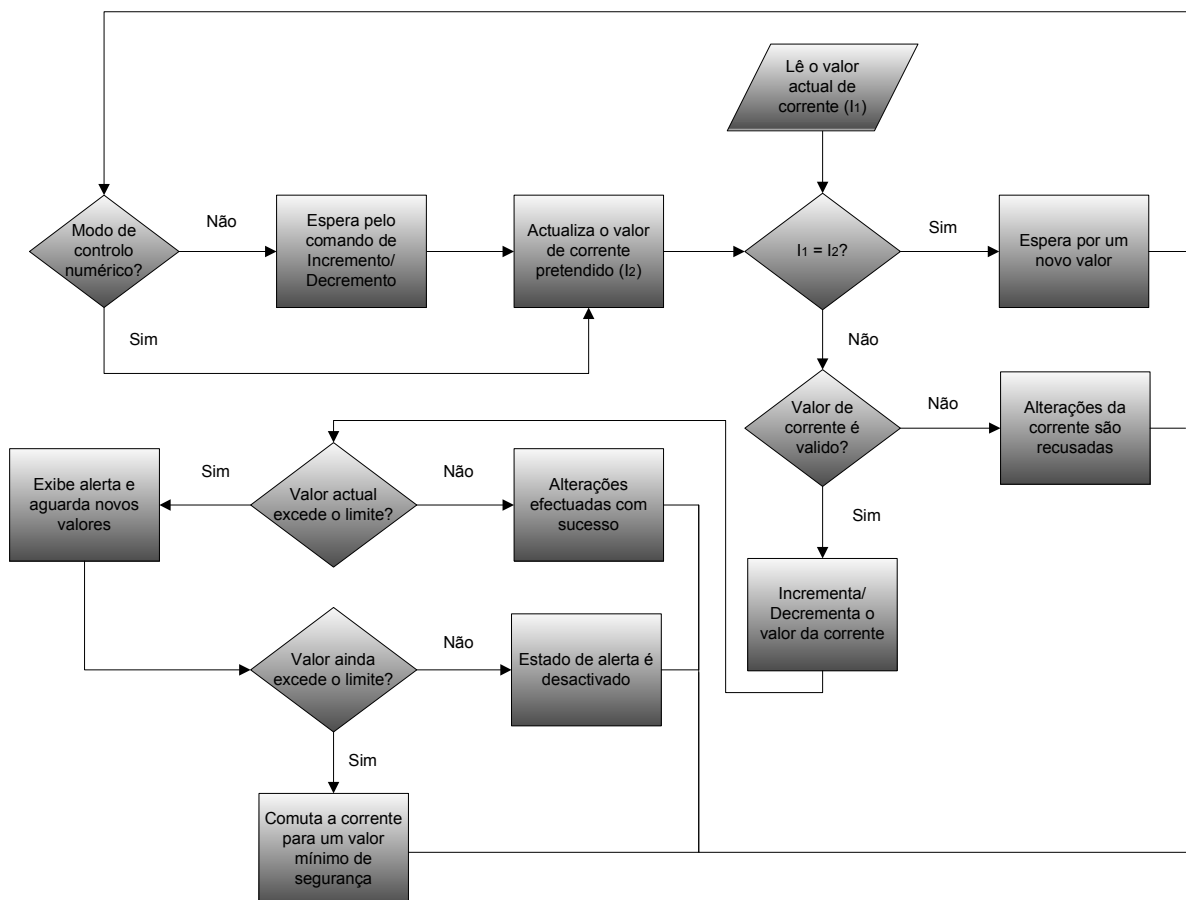 Lê o valor
actual de
corrente (I1)
Modo de
controlo
numérico?
Não
Espera pelo
comando de
Incremento/
Decremento
Actualiza o valor
de corrente
pretendido (I2)
I1 = I2?
Sim
Espera por um
novo valor
Sim
Não
Valor de
corrente é
valido?
Não
Alterações da
corrente são
recusadas
Exibe alerta e
aguarda novos
valores
Sim
Valor actual
excede o limite?
Não
Alterações
efectuadas com
sucesso
Sim
Incrementa/
Decrementa o
valor da corrente
Valor ainda
excede o limite?
Não
Estado de alerta é
desactivado
Sim
Comuta a corrente
para um valor
mínimo de
segurança